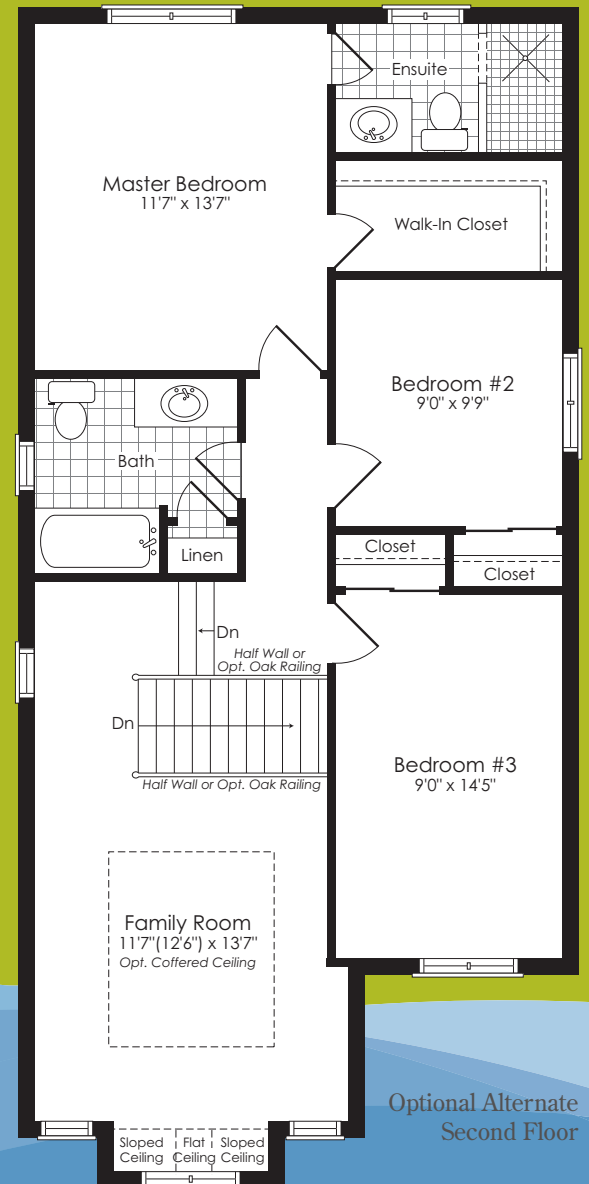 Ensuite
Master Bedroom
11'7" x 13'7"
Walk-In Closet
Bedroom #2
9'0" x 9'9"
Bath
Linen
Closet
Closet
Dn
Half Wall or
Opt. Oak Railing
Dn
Half Wall or Opt. Oak Railing
Bedroom #3
9'0" x 14'5"
Family Room
11'7"(12'6") x 13'7"
Opt. Coffered Ceiling
Sloped
Ceiling
Flat
Ceiling
Sloped
Ceiling
Optional Alternate
Second Floor